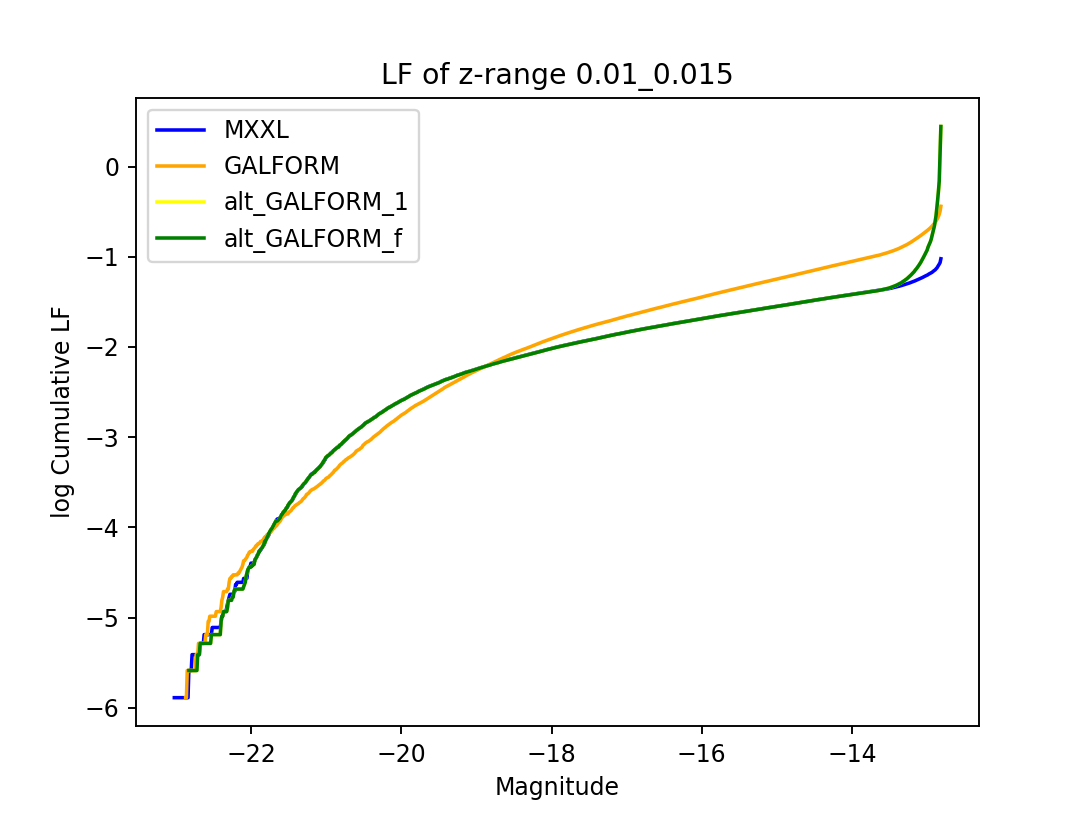 LF of z-range 0.01_0.015
MXXL
GALFORM
alt_GALFORM_1
alt_GALFORM_f
log Cumulative LF
0
−1
−2
−3
−4
−5
−6
−22
−20
−18
−16
−14
Magnitude